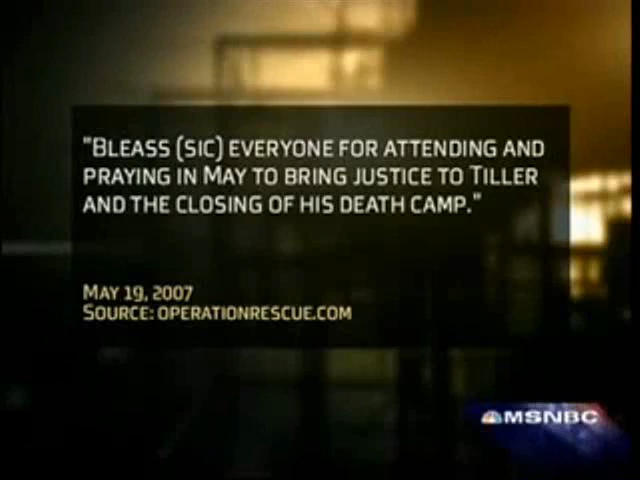 "BLEASS (SIC) EVERYONE FOR ATTENDING AND
PRAYING IN MAY TO BRING JUSTICE TO TILLER
AND THE CLOSING OF HIS DEATH CAMP."
MAY 19, 2007
SOURCE: OPERATIONRESCUE.COM
MSNBC